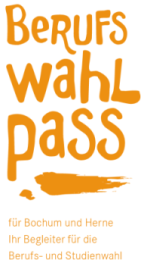 BERUFS
WAHL
PASS
für Bochum und Herne
Ihr Begleiter für die
Berufs- und Studienwahl